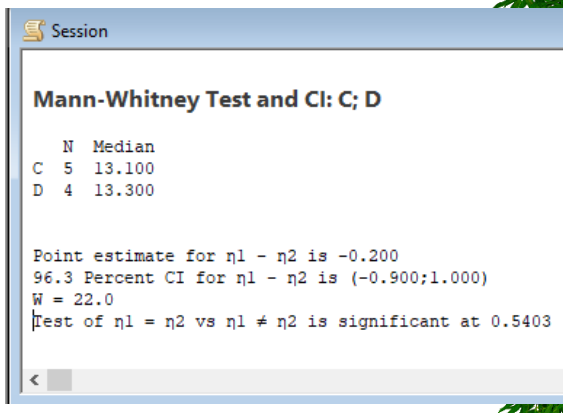 Session
Mann-Whitney Test and CI: C; D
N Median
C 5 13.100
D 4 13.300
Point estimate for η1 - η2 is -0.200
96.3 Percent CI for η1 - η2 is (-0.900;1.000)
W = 22.0
Test of η1 = η2 vs η1 ≠ η2 is significant at 0.5403